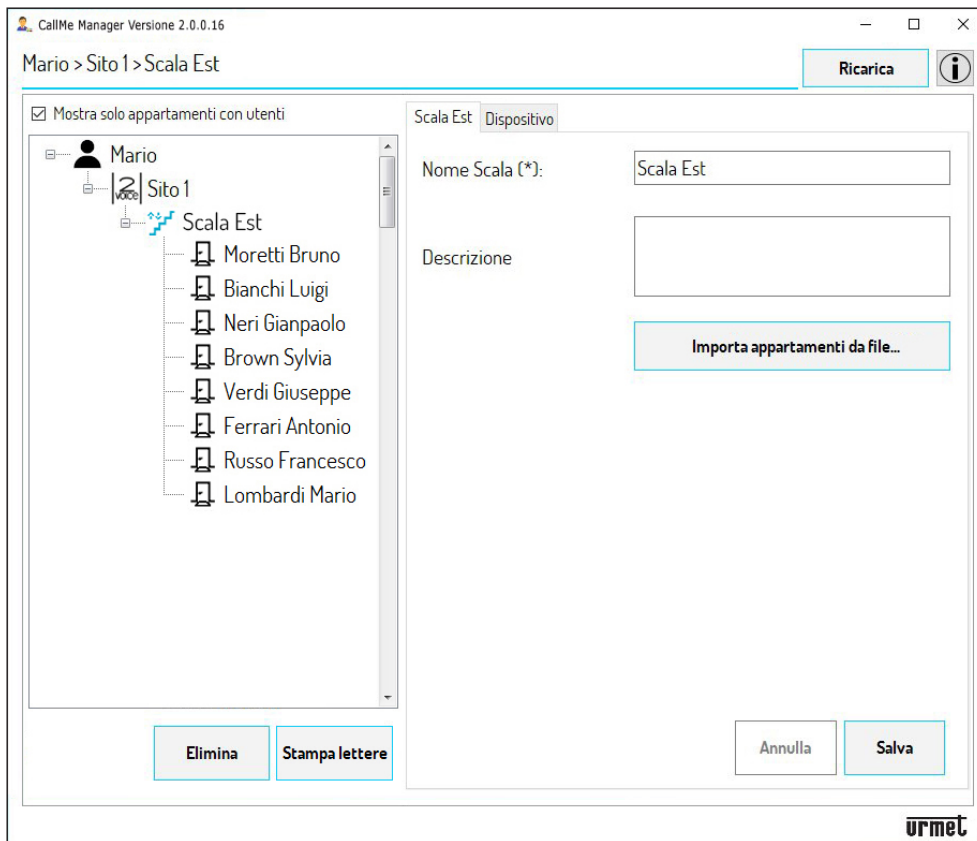 CallMe Manager Versione 2.0.0.16
Mario > Sito 1 > Scala Est
Ricarica
i
Mostra solo appartamenti con utenti
Mario
2 voice Sito 1
Scala Est
Moretti Bruno
Bianchi Luigi
Neri Gianpaolo
Brown Sylvia
Verdi Giuseppe
Ferrari Antonio
Russo Francesco
Lombardi Mario
Elimina
Stampa lettere
Scala Est
Dispositivo
Nome Scala (*):
Scala Est
Descrizione
Importa appartamenti da file...
Annulla
Salva
urmet